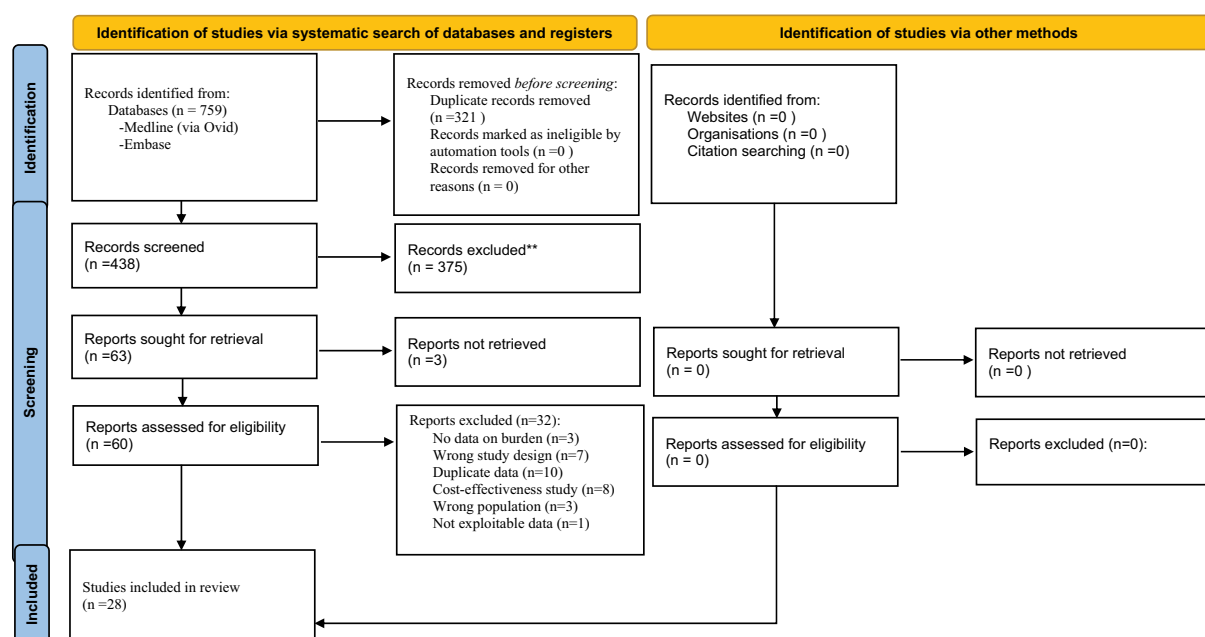 Identification of studies via systematic search of databases and registers
Identification of studies via other methods
Identification
Records identified from:
Databases (n = 759)
-Medline (via Ovid)
-Embase
Records removed before screening:
Duplicate records removed
(n =321 )
Records marked as ineligible by
automation tools (n =0 )
Records removed for other
reasons (n = 0)
Records identified from:
Websites (n =0 )
Organisations (n =0 )
Citation searching (n =0)
Screening
Records screened
(n =438)
Records excluded**
(n = 375)
Reports sought for retrieval
(n =63)
Reports not retrieved
(n =3)
Reports sought for retrieval
(n = 0)
Reports not retrieved
(n =0 )
Reports assessed for eligibility
(n =60)
Reports excluded (n=32):
No data on burden (n=3)
Wrong study design (n=7)
Duplicate data (n=10)
Cost-effectiveness study (n=8)
Wrong population (n=3)
Not exploitable data (n=1)
Reports assessed for eligibility
(n = 0)
Reports excluded (n=0):
Included
Studies included in review
(n =28)